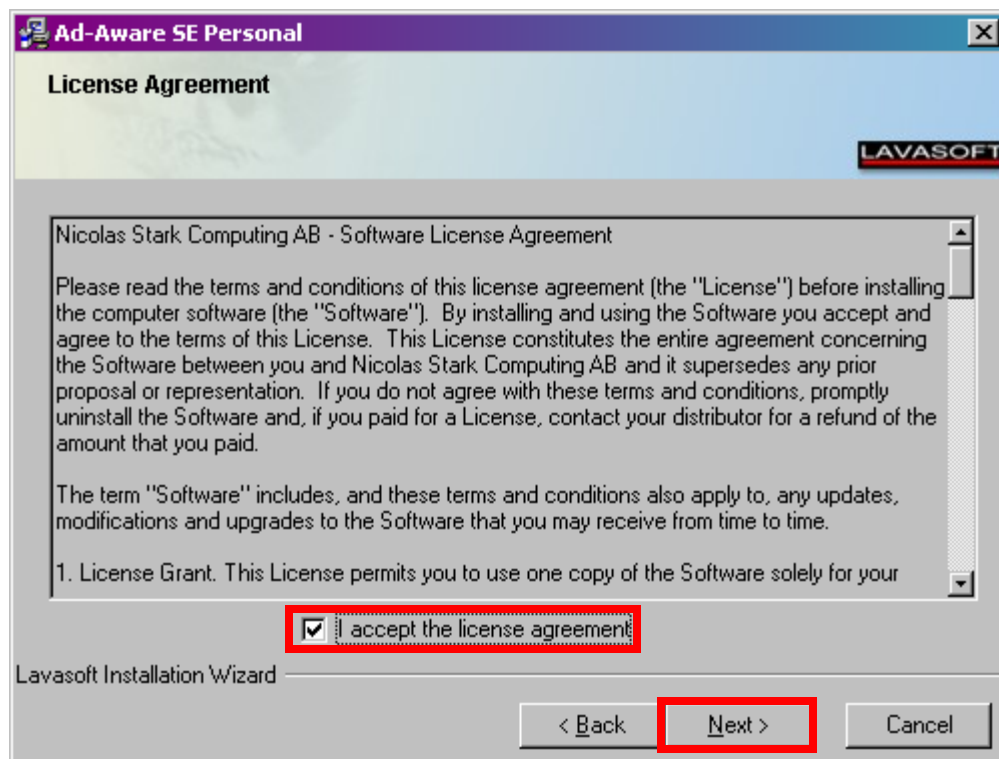 Ad-Aware SE Personal
License Agreement
LAVASOFT
Nicolas Stark Computing AB - Software License Agreement
Please read the terms and conditions of this license agreement (the "License") before installing
the computer software (the "Software").  By installing and using the Software you accept and
agree to the terms of this License.  This License constitutes the entire agreement concerning
the Software between you and Nicolas Stark Computing AB and it supersedes any prior
proposal or representation.  If you do not agree with these terms and conditions, promptly
uninstall the Software and, if you paid for a License, contact your distributor for a refund of the
amount that you paid.
The term "Software" includes, and these terms and conditions also apply to, any updates,
modifications and upgrades to the Software that you may receive from time to time.
1. License Grant. This License permits you to use one copy of the Software solely for your
I accept the license agreement
Lavasoft Installation Wizard
< Back Next > Cancel